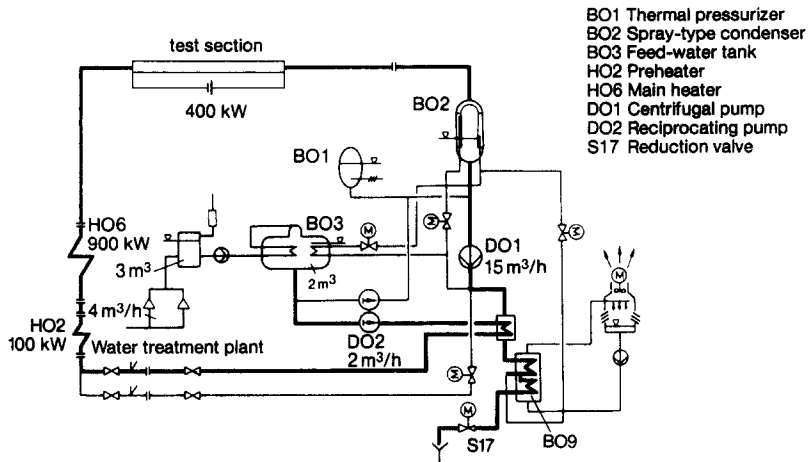 BO1 Thermal pressurizer
BO2 Spray-type condenser
BO3 Feed-water tank
HO2 Preheater
HO6 Main heater
DO1 Centrifugal pump
DO2 Reciprocating pump
S17 Reduction valve
test section
400 kW
BO2
BO1
HO6
900 kW
BO3
M
M
M
DO1
15 m³/h
M
3 m³
2 m³
4 m³/h
HO2
100 kW
DO2
2 m³/h
Water treatment plant
M
M
S17
BO9